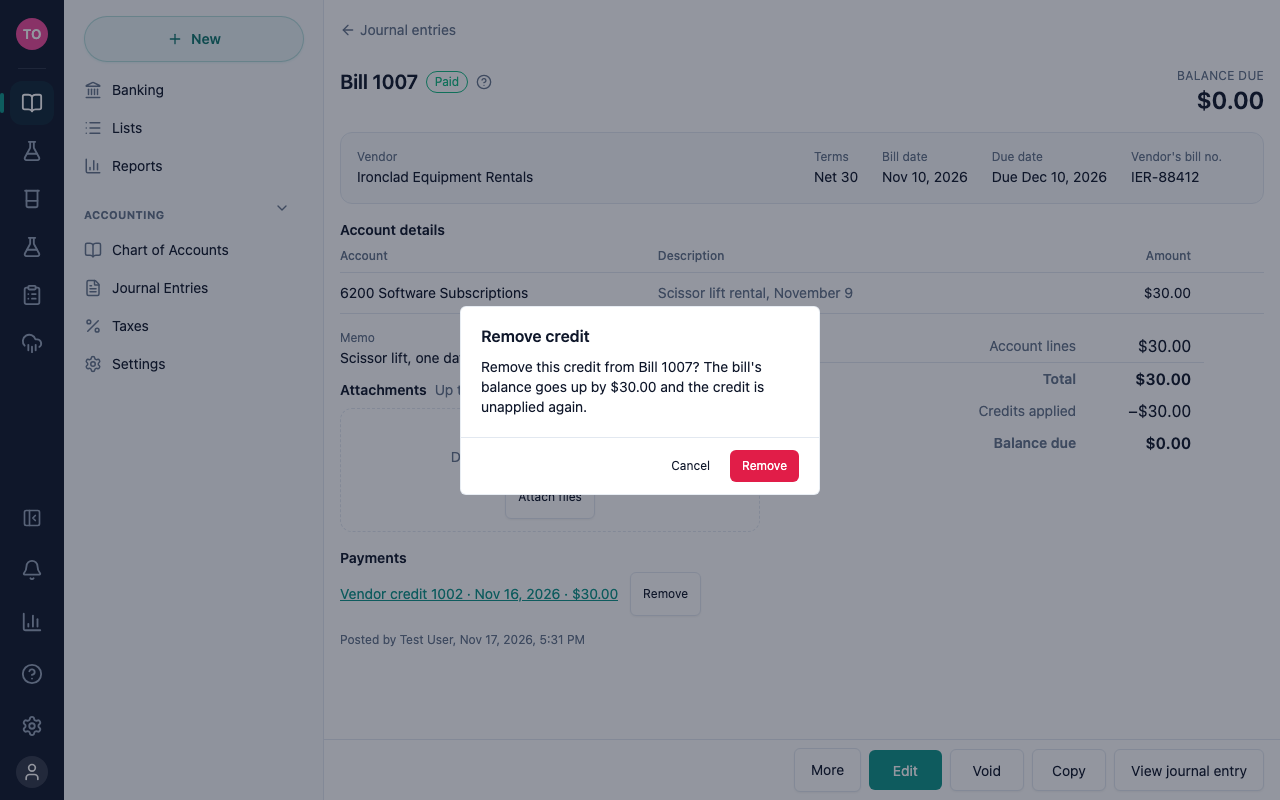 TO
New
Banking
Lists
Reports
ACCOUNTING
Chart of Accounts
Journal Entries
Taxes
Settings
Journal entries
Bill 1007 Paid
BALANCE DUE
$0.00
Vendor Terms Bill date Due date Vendor's bill no.
Ironclad Equipment Rentals Net 30 Nov 10, 2026 Due Dec 10, 2026 IER-88412
Account details
Account Description Amount
6200 Software Subscriptions Scissor lift rental, November 9 $30.00
Memo
Scissor lift, one
Attachments Up
Account lines $30.00
Total $30.00
Credits applied –$30.00
Balance due $0.00
Remove credit
Remove this credit from Bill 1007? The bill's
balance goes up by $30.00 and the credit is
unapplied again.
Cancel Remove
Attach files
Payments
Vendor credit 1002 · Nov 16, 2026 · $30.00 Remove
Posted by Test User, Nov 17, 2026, 5:31 PM
More Edit Void Copy View journal entry